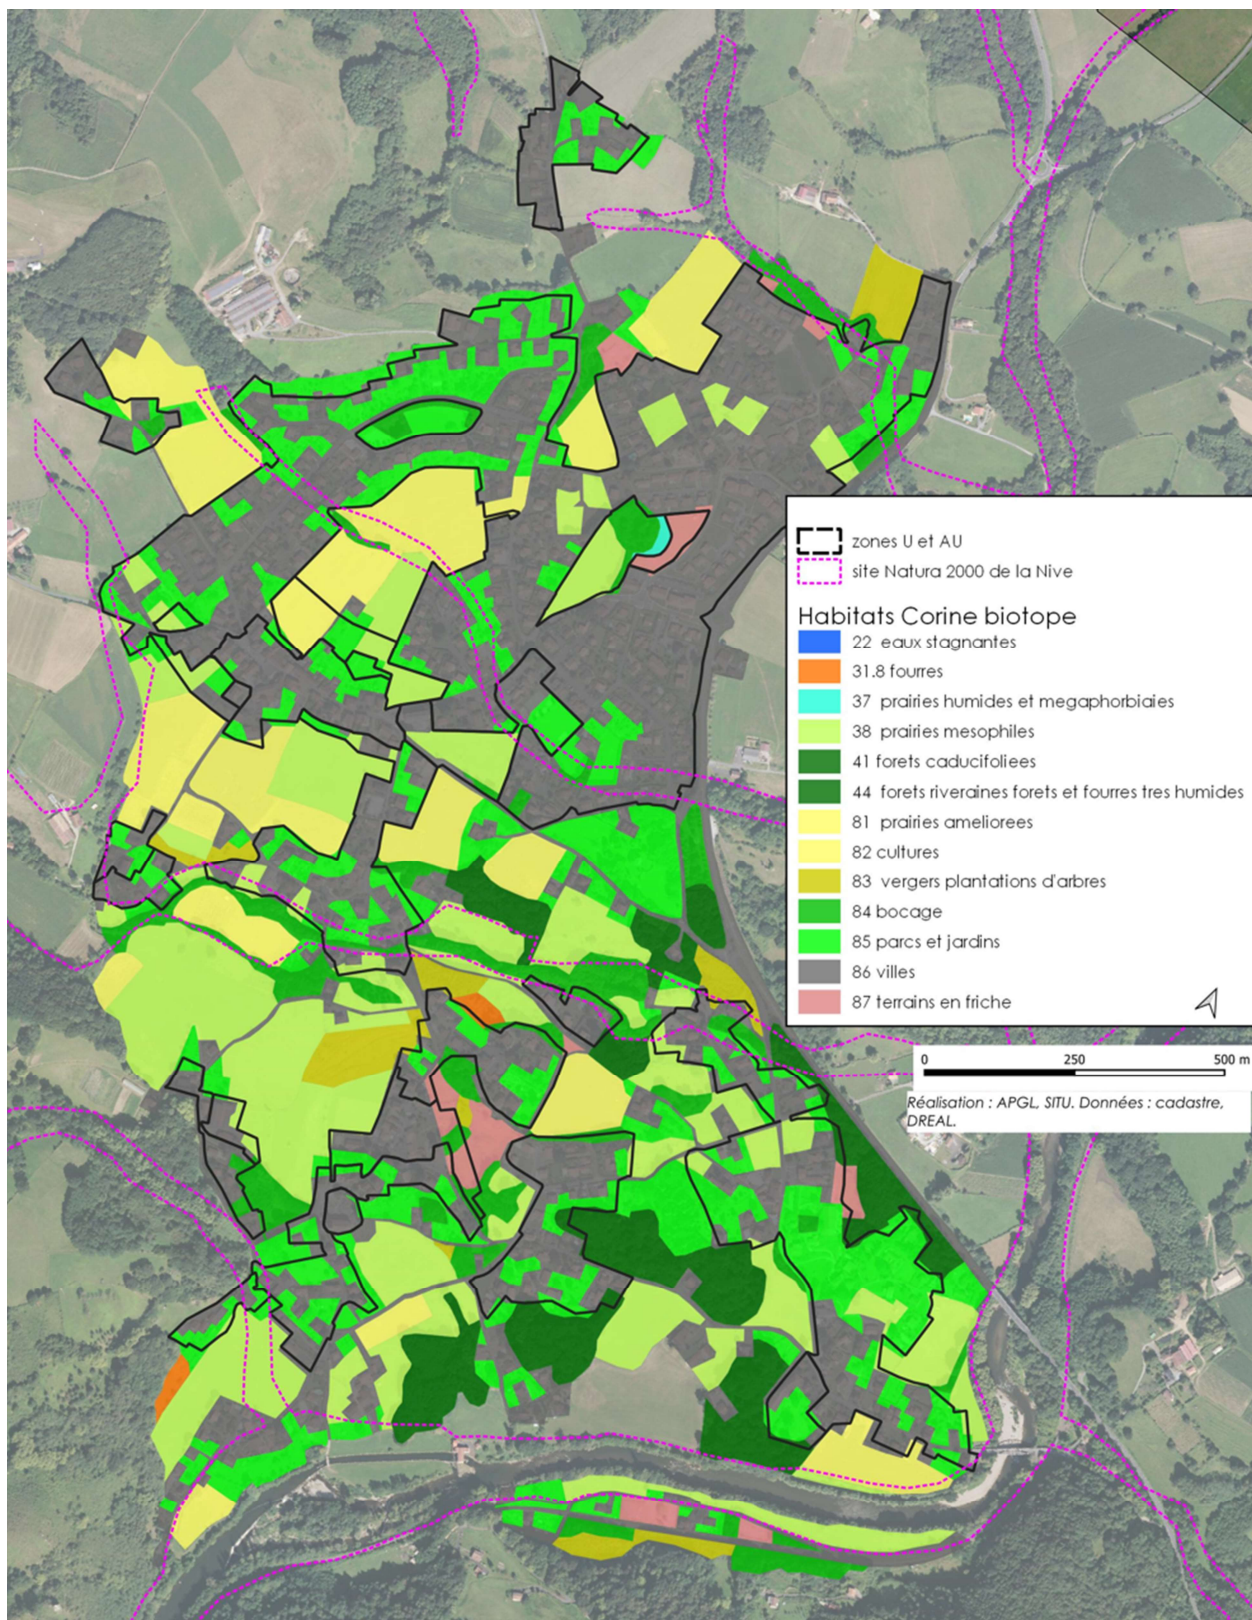 zones U et AU
site Natura 2000 de la Nive
Habitats Corine biotope
22 eaux stagnantes
31.8 fourres
37 prairies humides et megaphorbiaies
38 prairies mesophiles
41 forets caducifoliees
44 forets riveraines forets et fourres tres humides
81 prairies ameliorees
82 cultures
83 vergers plantations d'arbres
84 bocage
85 parcs et jardins
86 villes
87 terrains en friche
0 250 500 m
Réalisation : APGL, SITU. Données : cadastre,
DREAL.